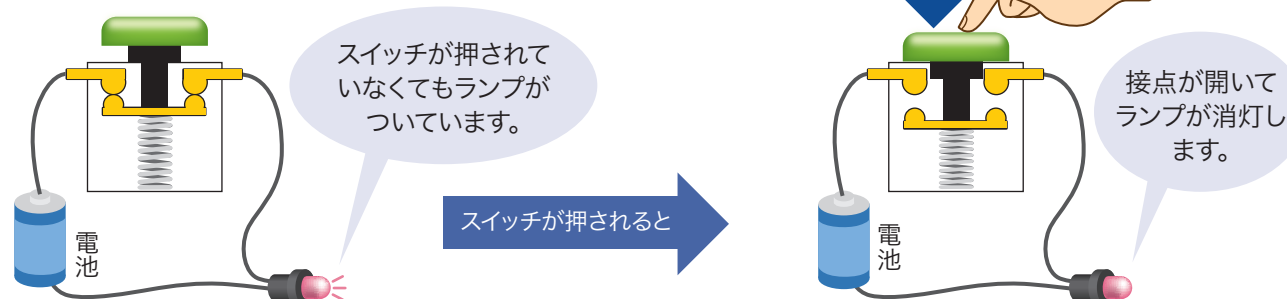 スイッチが押されて
いなくてもランプが
ついています。
電池
スイッチが押されると
接点が開いて
ランプが消灯し
ます。
電池